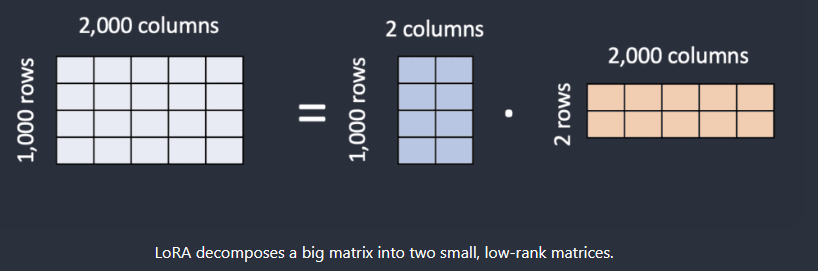 2,000 columns
1,000 rows
=
2 columns
1,000 rows
.
2,000 columns
2 rows
LoRA decomposes a big matrix into two small, low-rank matrices.